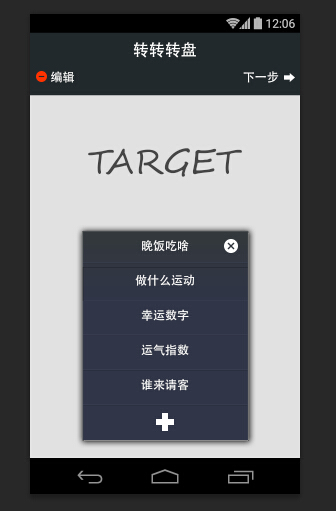 12:06
转转转盘
编辑
下一步
TARGET
晚饭吃啥
做什么运动
幸运数字
运气指数
谁来请客